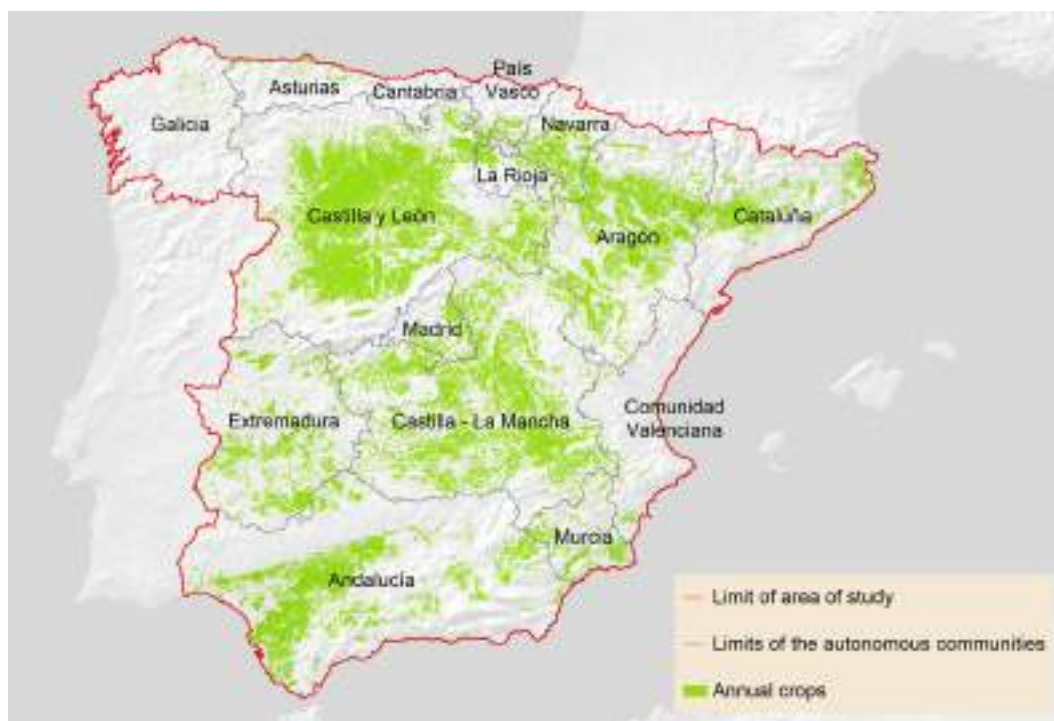 País
Vasco
Asturias
Cantabria
Galicia
Navarra
La Rioja
Castilla y León
Cataluña
Aragón
Madrid
Extremadura
Castilla - La Mancha
Comunidad
Valenciana
Murcia
Andalucía
Limit of area of study
Limits of the autonomous communities
Annual crops